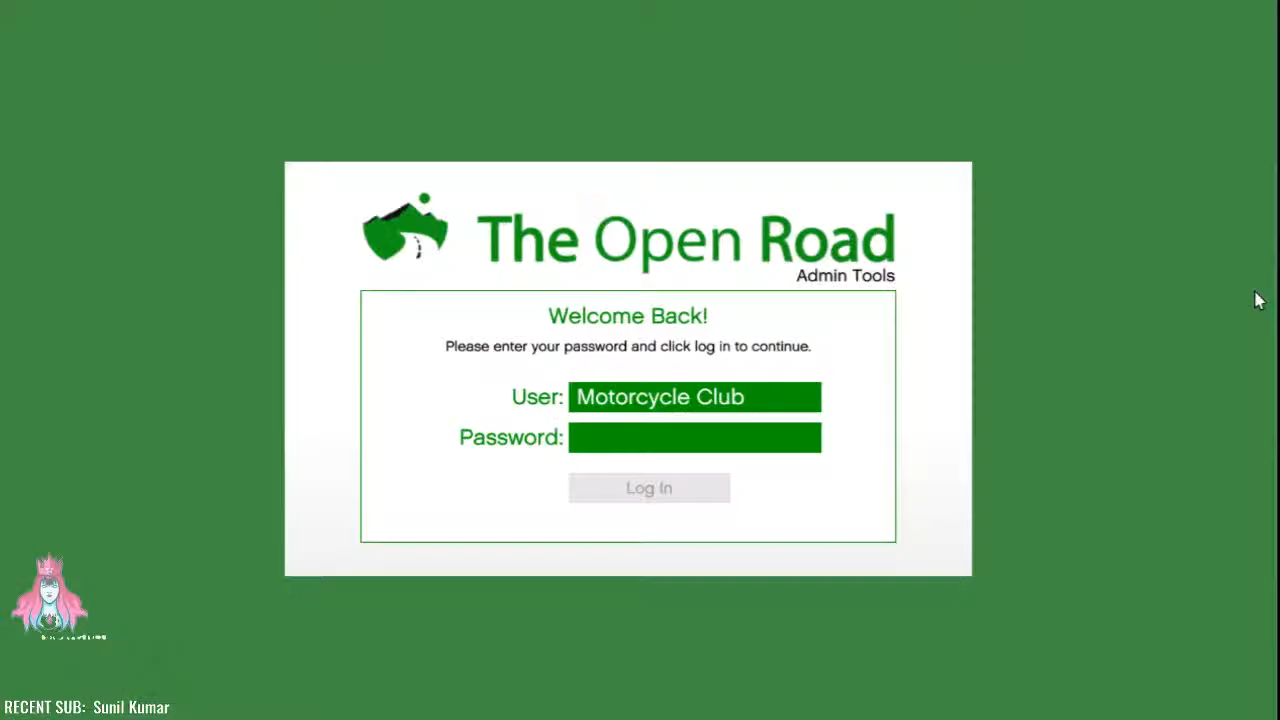 The Open Road
Admin Tools
Welcome Back!
Please enter your password and click log in to continue.
User: Motorcycle Club
Password:
Log In
RECENT SUB: Sunil Kumar